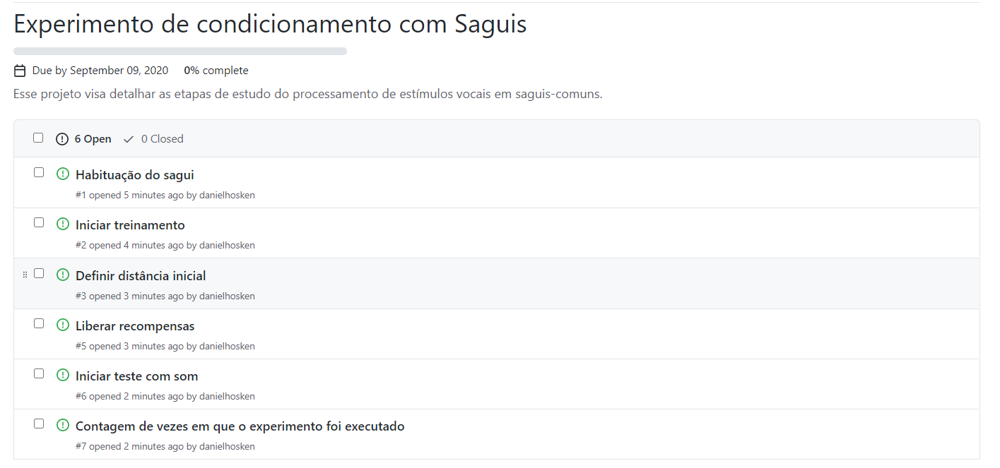 Experimento de condicionamento com Saguis
Due by September 09, 2020 0% complete
Esse projeto visa detalhar as etapas de estudo do processamento de estímulos vocais em saguis-comuns.
6 Open 0 Closed
Habituação do sagui
#1 opened 5 minutes ago by danielhosken
Iniciar treinamento
#2 opened 4 minutes ago by danielhosken
Definir distância inicial
#3 opened 3 minutes ago by danielhosken
Liberar recompensas
#5 opened 3 minutes ago by danielhosken
Iniciar teste com som
#6 opened 2 minutes ago by danielhosken
Contagem de vezes em que o experimento foi executado
#7 opened 2 minutes ago by danielhosken